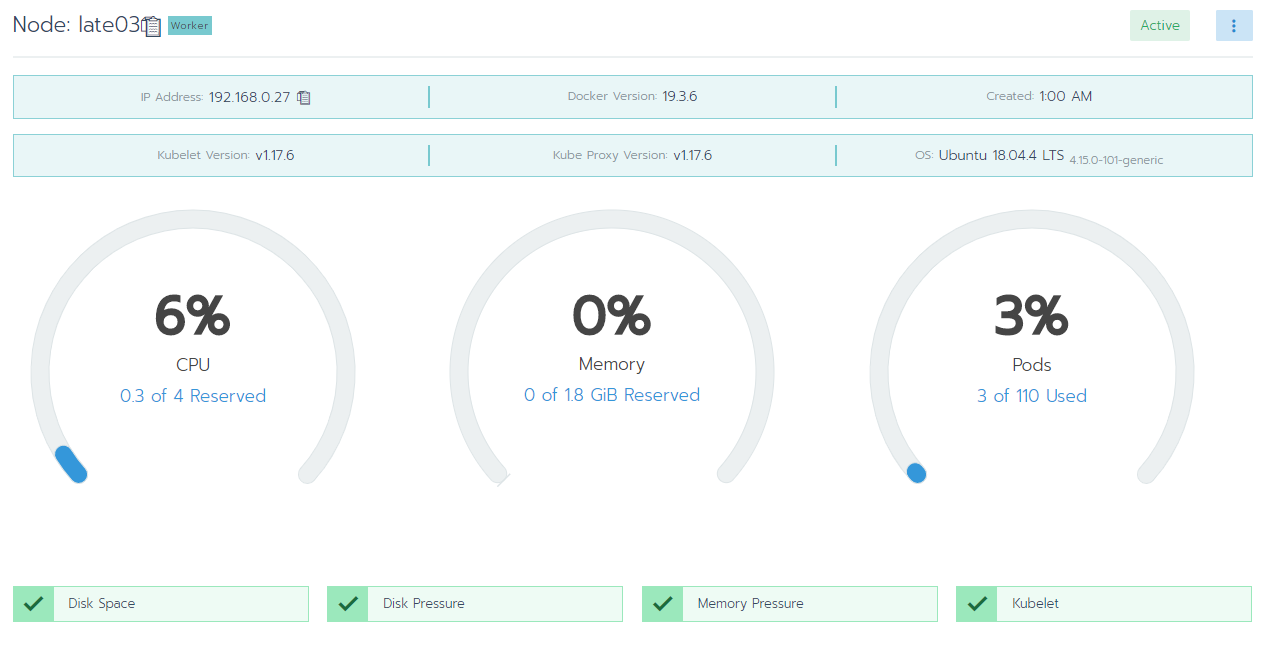 Node: late03 Worker Active
IP Address: 192.168.0.27 Docker Version: 19.3.6 Created: 1:00 AM
Kubelet Version: v1.17.6 Kube Proxy Version: v1.17.6 OS: Ubuntu 18.04.4 LTS 4.15.0-101-generic
6%
CPU
0.3 of 4 Reserved
0%
Memory
0 of 1.8 GiB Reserved
3%
Pods
3 of 110 Used
Disk Space
Disk Pressure
Memory Pressure
Kubelet